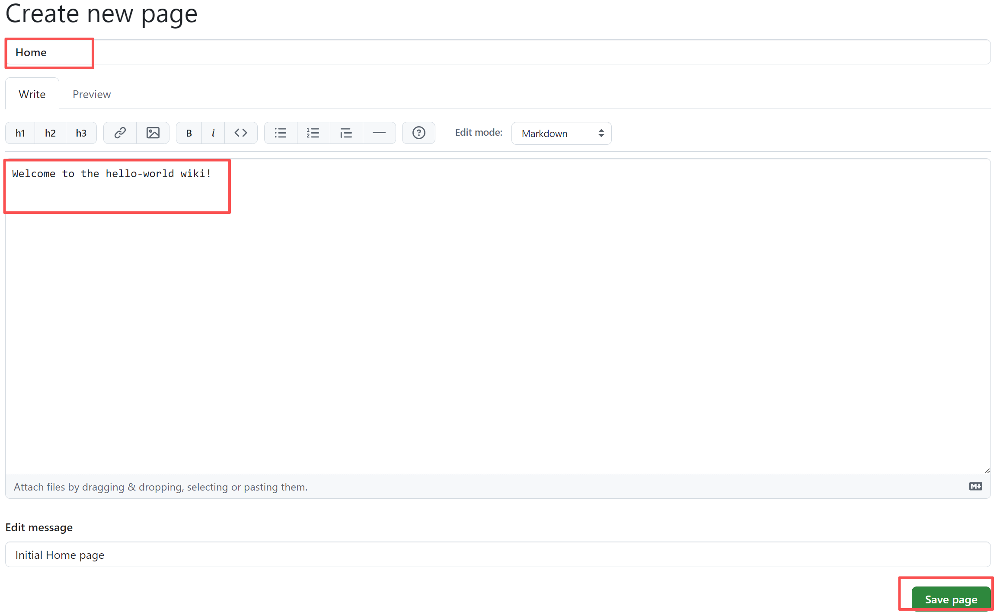 Create new page
Home
Write Preview
h1 h2 h3 B i <> Edit mode: Markdown
Welcome to the hello-world wiki!
Attach files by dragging & dropping, selecting or pasting them. M↓
Edit message
Initial Home page
Save page